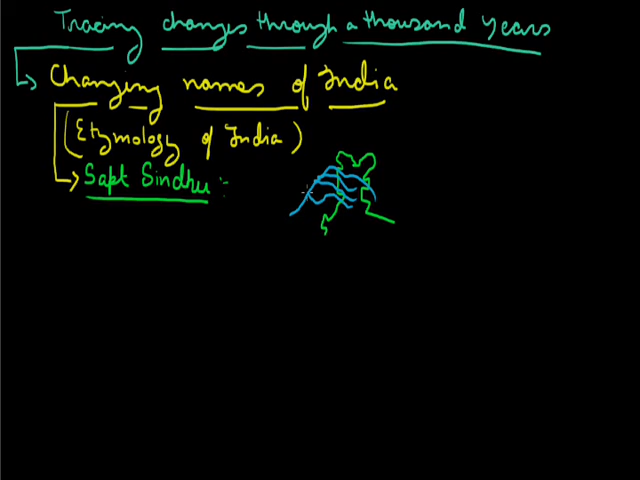 Tracing changes through a thousand years
Changing names of India
(Etymology of India)
Sapt Sindhu :-